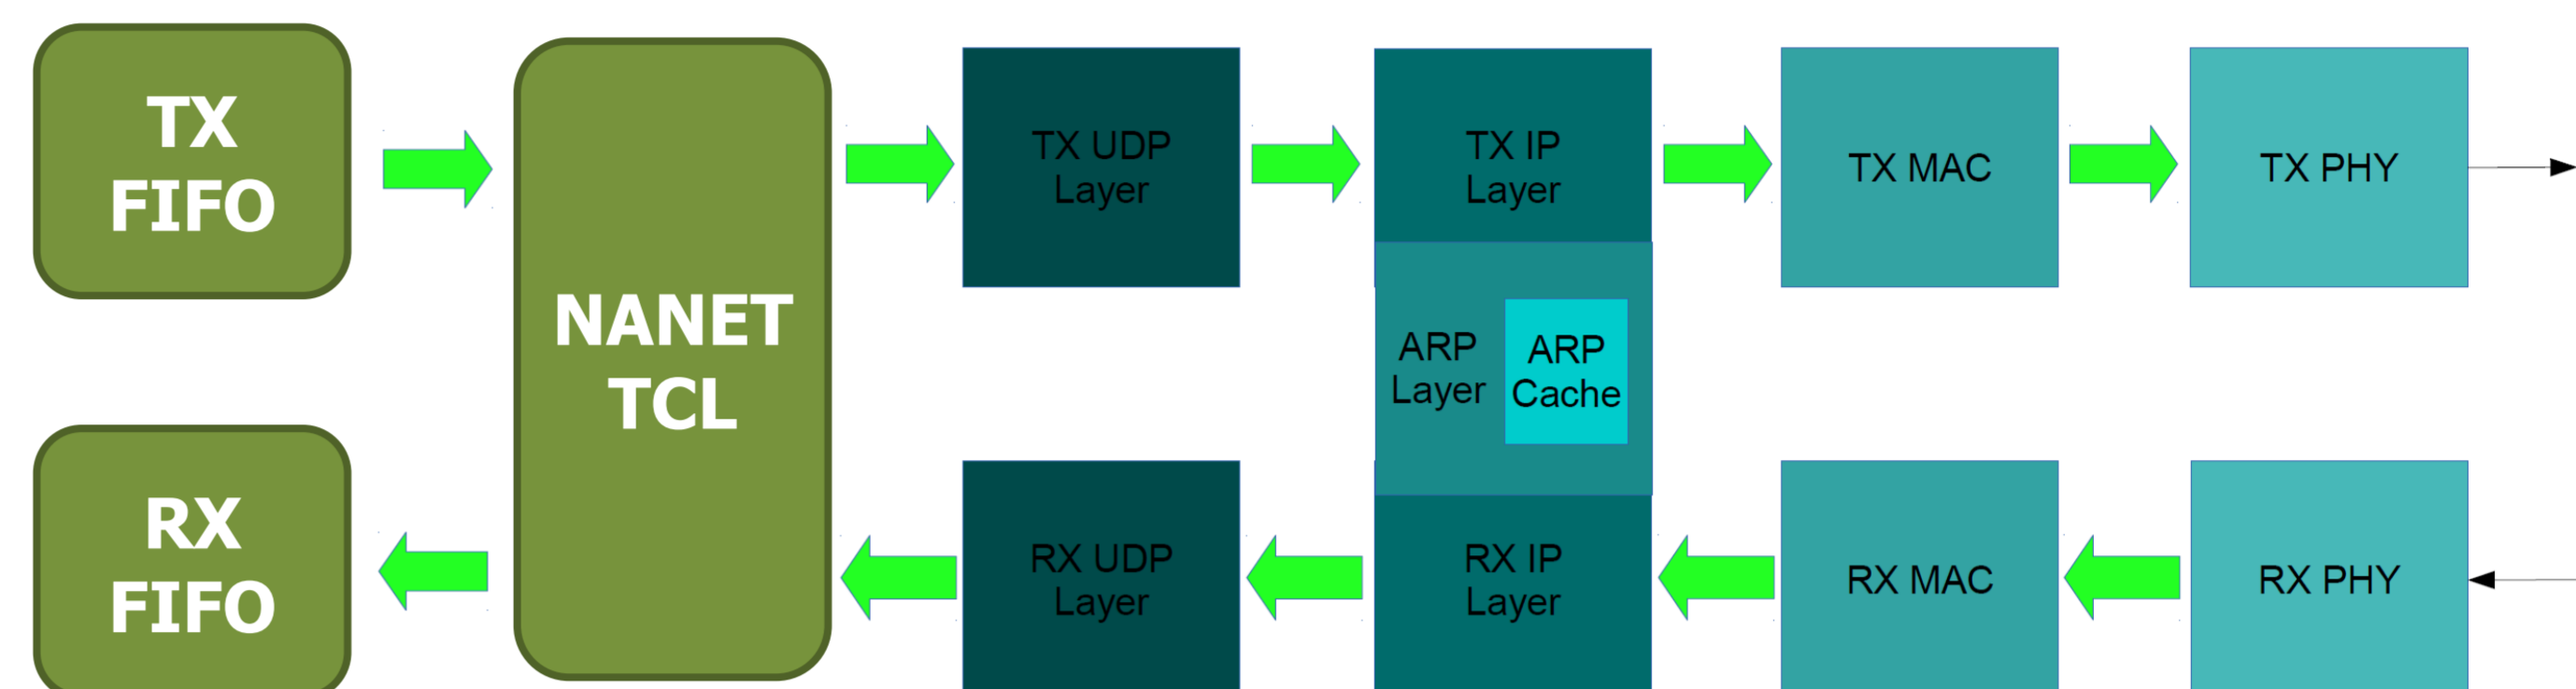 TX
FIFO
NANET
TCL
TX UDP
Layer
TX IP
Layer
TX MAC
TX PHY
ARP
Layer
ARP
Cache
RX
FIFO
RX UDP
Layer
RX IP
Layer
RX MAC
RX PHY